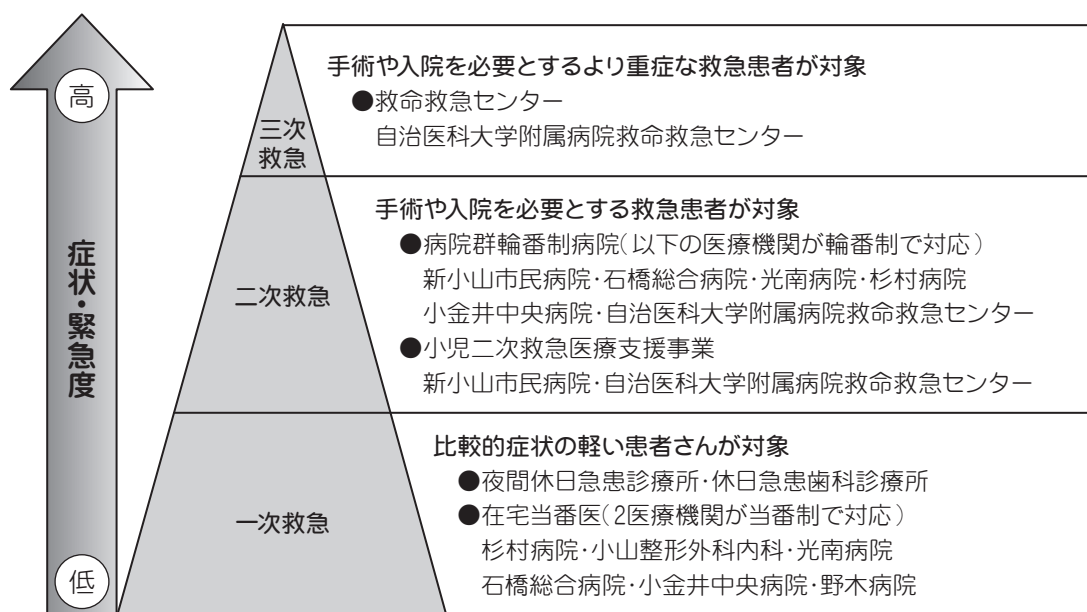 高
症状・緊急度
低
三次
救急
手術や入院を必要とするより重症な救急患者が対象
●救命救急センター
自治医科大学附属病院救命救急センター
二次救急
手術や入院を必要とする救急患者が対象
●病院群輪番制病院(以下の医療機関が輪番制で対応)
新小山市民病院・石橋総合病院・光南病院・杉村病院
小金井中央病院・自治医科大学附属病院救命救急センター
●小児二次救急医療支援事業
新小山市民病院・自治医科大学附属病院救命救急センター
一次救急
比較的症状の軽い患者さんが対象
●夜間休日急患診療所・休日急患歯科診療所
●在宅当番医(2医療機関が当番制で対応)
杉村病院・小山整形外科内科・光南病院
石橋総合病院・小金井中央病院・野木病院